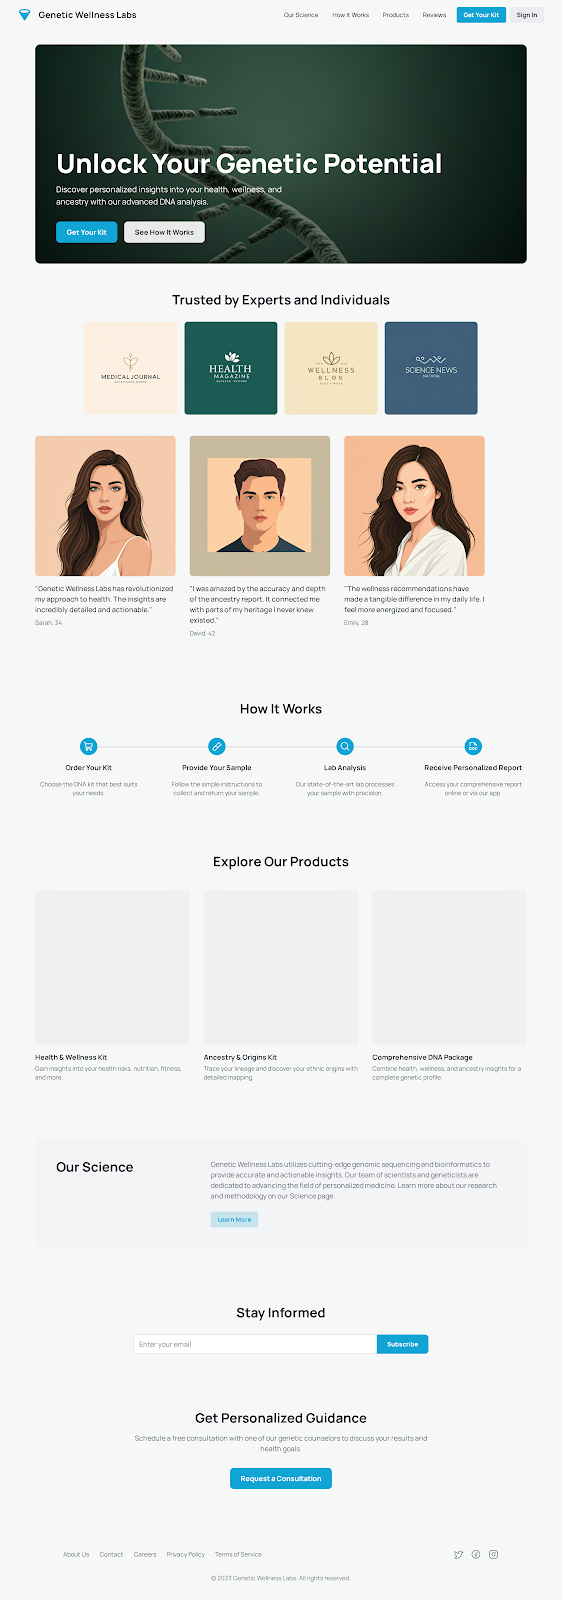 Genetic Wellness Labs
Our Science
How It Works
Products
Reviews
Get Your Kit
Sign In
Unlock Your Genetic Potential
Discover personalized insights into your health, wellness, and
ancestry with our advanced DNA analysis.
Get Your Kit
See How It Works
Trusted by Experts and Individuals
MEDICAL JOURNAL
HEALTH
MAGAZINE
WELLNESS
BLOG
SCIENCE NEWS
NATURAL
"Genetic Wellness Labs has revolutionized
my approach to health. The insights are
incredibly detailed and actionable."
Sarah, 34
"I was amazed by the accuracy and depth
of the ancestry report. It connected me
with parts of my heritage I never knew
existed."
David, 42
"The wellness recommendations have
made a tangible difference in my daily life. I
feel more energized and focused."
Emily, 28
How It Works
Order Your Kit
Choose the DNA kit that best suits
your needs.
Provide Your Sample
Follow the simple instructions to
collect and return your sample.
Lab Analysis
Our state-of-the-art lab processes
your sample with precision.
DOC
Receive Personalized Report
Access your comprehensive report
online or via our app.
Explore Our Products
Health & Wellness Kit
Gain insights into your health risks, nutrition, fitness,
and more.
Ancestry & Origins Kit
Trace your lineage and discover your ethnic origins with
detailed mapping.
Comprehensive DNA Package
Combine health, wellness, and ancestry insights for a
complete genetic profile.
Our Science
Genetic Wellness Labs utilizes cutting-edge genomic sequencing and bioinformatics to
provide accurate and actionable insights. Our team of scientists and geneticists are
dedicated to advancing the field of personalized medicine. Learn more about our research
and methodology on our Science page.
Learn More
Stay Informed
Enter your email
Subscribe
Get Personalized Guidance
Schedule a free consultation with one of our genetic counselors to discuss your results and
health goals.
Request a Consultation
About Us
Contact
Careers
Privacy Policy
Terms of Service
© 2023 Genetic Wellness Labs. All rights reserved.